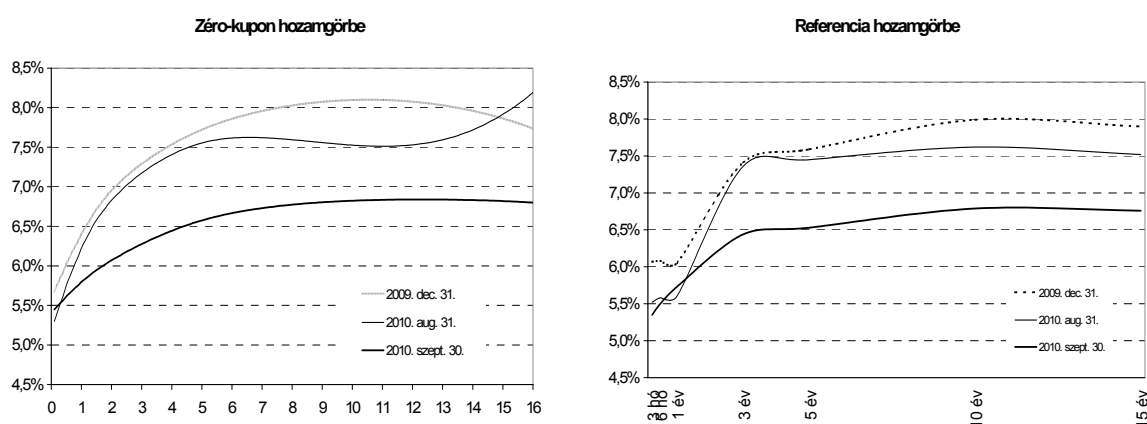 Zéro-kupon hozamgörbe
8,5%
8,0%
7,5%
7,0%
6,5%
6,0%
5,5%
5,0%
4,5%
0 1 2 3 4 5 6 7 8 9 10 11 12 13 14 15 16
2009. dec. 31.
2010. aug. 31.
2010. szept. 30.
Referencia hozamgörbe
8,5%
8,0%
7,5%
7,0%
6,5%
6,0%
5,5%
5,0%
4,5%
3 hó
6 hó
1 év
3 év
5 év
10 év
15 év
2009. dec. 31.
2010. aug. 31.
2010. szept. 30.